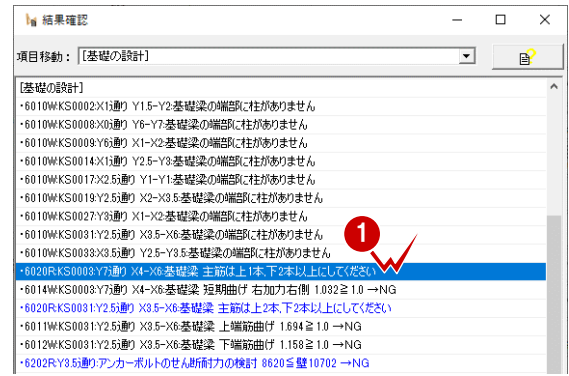 結果確認
項目移動： [基礎の設計]
[基礎の設計]
・6010W:KS0002:X1通り Y1.5-Y2:基礎梁の端部に柱がありません
・6010W:KS0008:X0通り Y6-Y7:基礎梁の端部に柱がありません
・6010W:KS0009:Y6通り X1-X2:基礎梁の端部に柱がありません
・6010W:KS0014:X1通り Y2.5-Y3:基礎梁の端部に柱がありません
・6010W:KS0017:X2.5通り Y1-Y1:基礎梁の端部に柱がありません
・6010W:KS0019:Y2.5通り X2-X3.5:基礎梁の端部に柱がありません
・6010W:KS0027:Y3通り X1-X2:基礎梁の端部に柱がありません
・6010W:KS0031:Y2.5通り X3.5-X6:基礎梁の端部に柱がありません
・6010W:KS0033:X3.5通り Y2.5-Y3.5:基礎梁の端部に柱がありません
1
・6020R:KS0003:Y7通り X4-X6:基礎梁 主筋は上1本、下2本以上にしてください
・6014W:KS0003:Y7通り X4-X6:基礎梁 短期曲げ 右加力右側 1.032≧1.0 →NG
・6020R:KS0031:Y2.5通り X3.5-X6:基礎梁 主筋は上2本、下2本以上にしてください
・6011W:KS0031:Y2.5通り X3.5-X6:基礎梁 上端筋曲げ 1.694≧1.0 →NG
・6012W:KS0031:Y2.5通り X3.5-X6:基礎梁 下端筋曲げ 1.158≧1.0 →NG
・6202R:Y3.5通り:アンカーボルトのせん断耐力の検討 8620≦壁10702 →NG